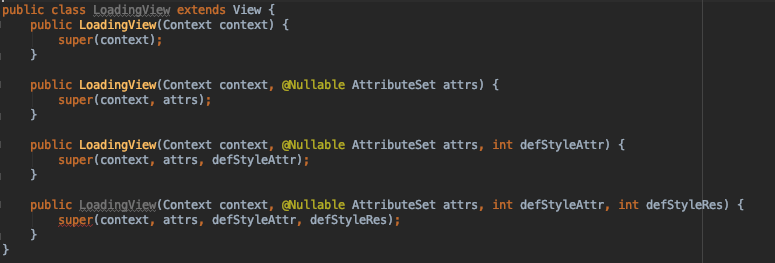 public class LoadingView extends View {
public LoadingView(Context context) {
super(context);
}
public LoadingView(Context context, @Nullable AttributeSet attrs) {
super(context, attrs);
}
public LoadingView(Context context, @Nullable AttributeSet attrs, int defStyleAttr) {
super(context, attrs, defStyleAttr);
}
public LoadingView(Context context, @Nullable AttributeSet attrs, int defStyleAttr, int defStyleRes) {
super(context, attrs, defStyleAttr, defStyleRes);
}
}